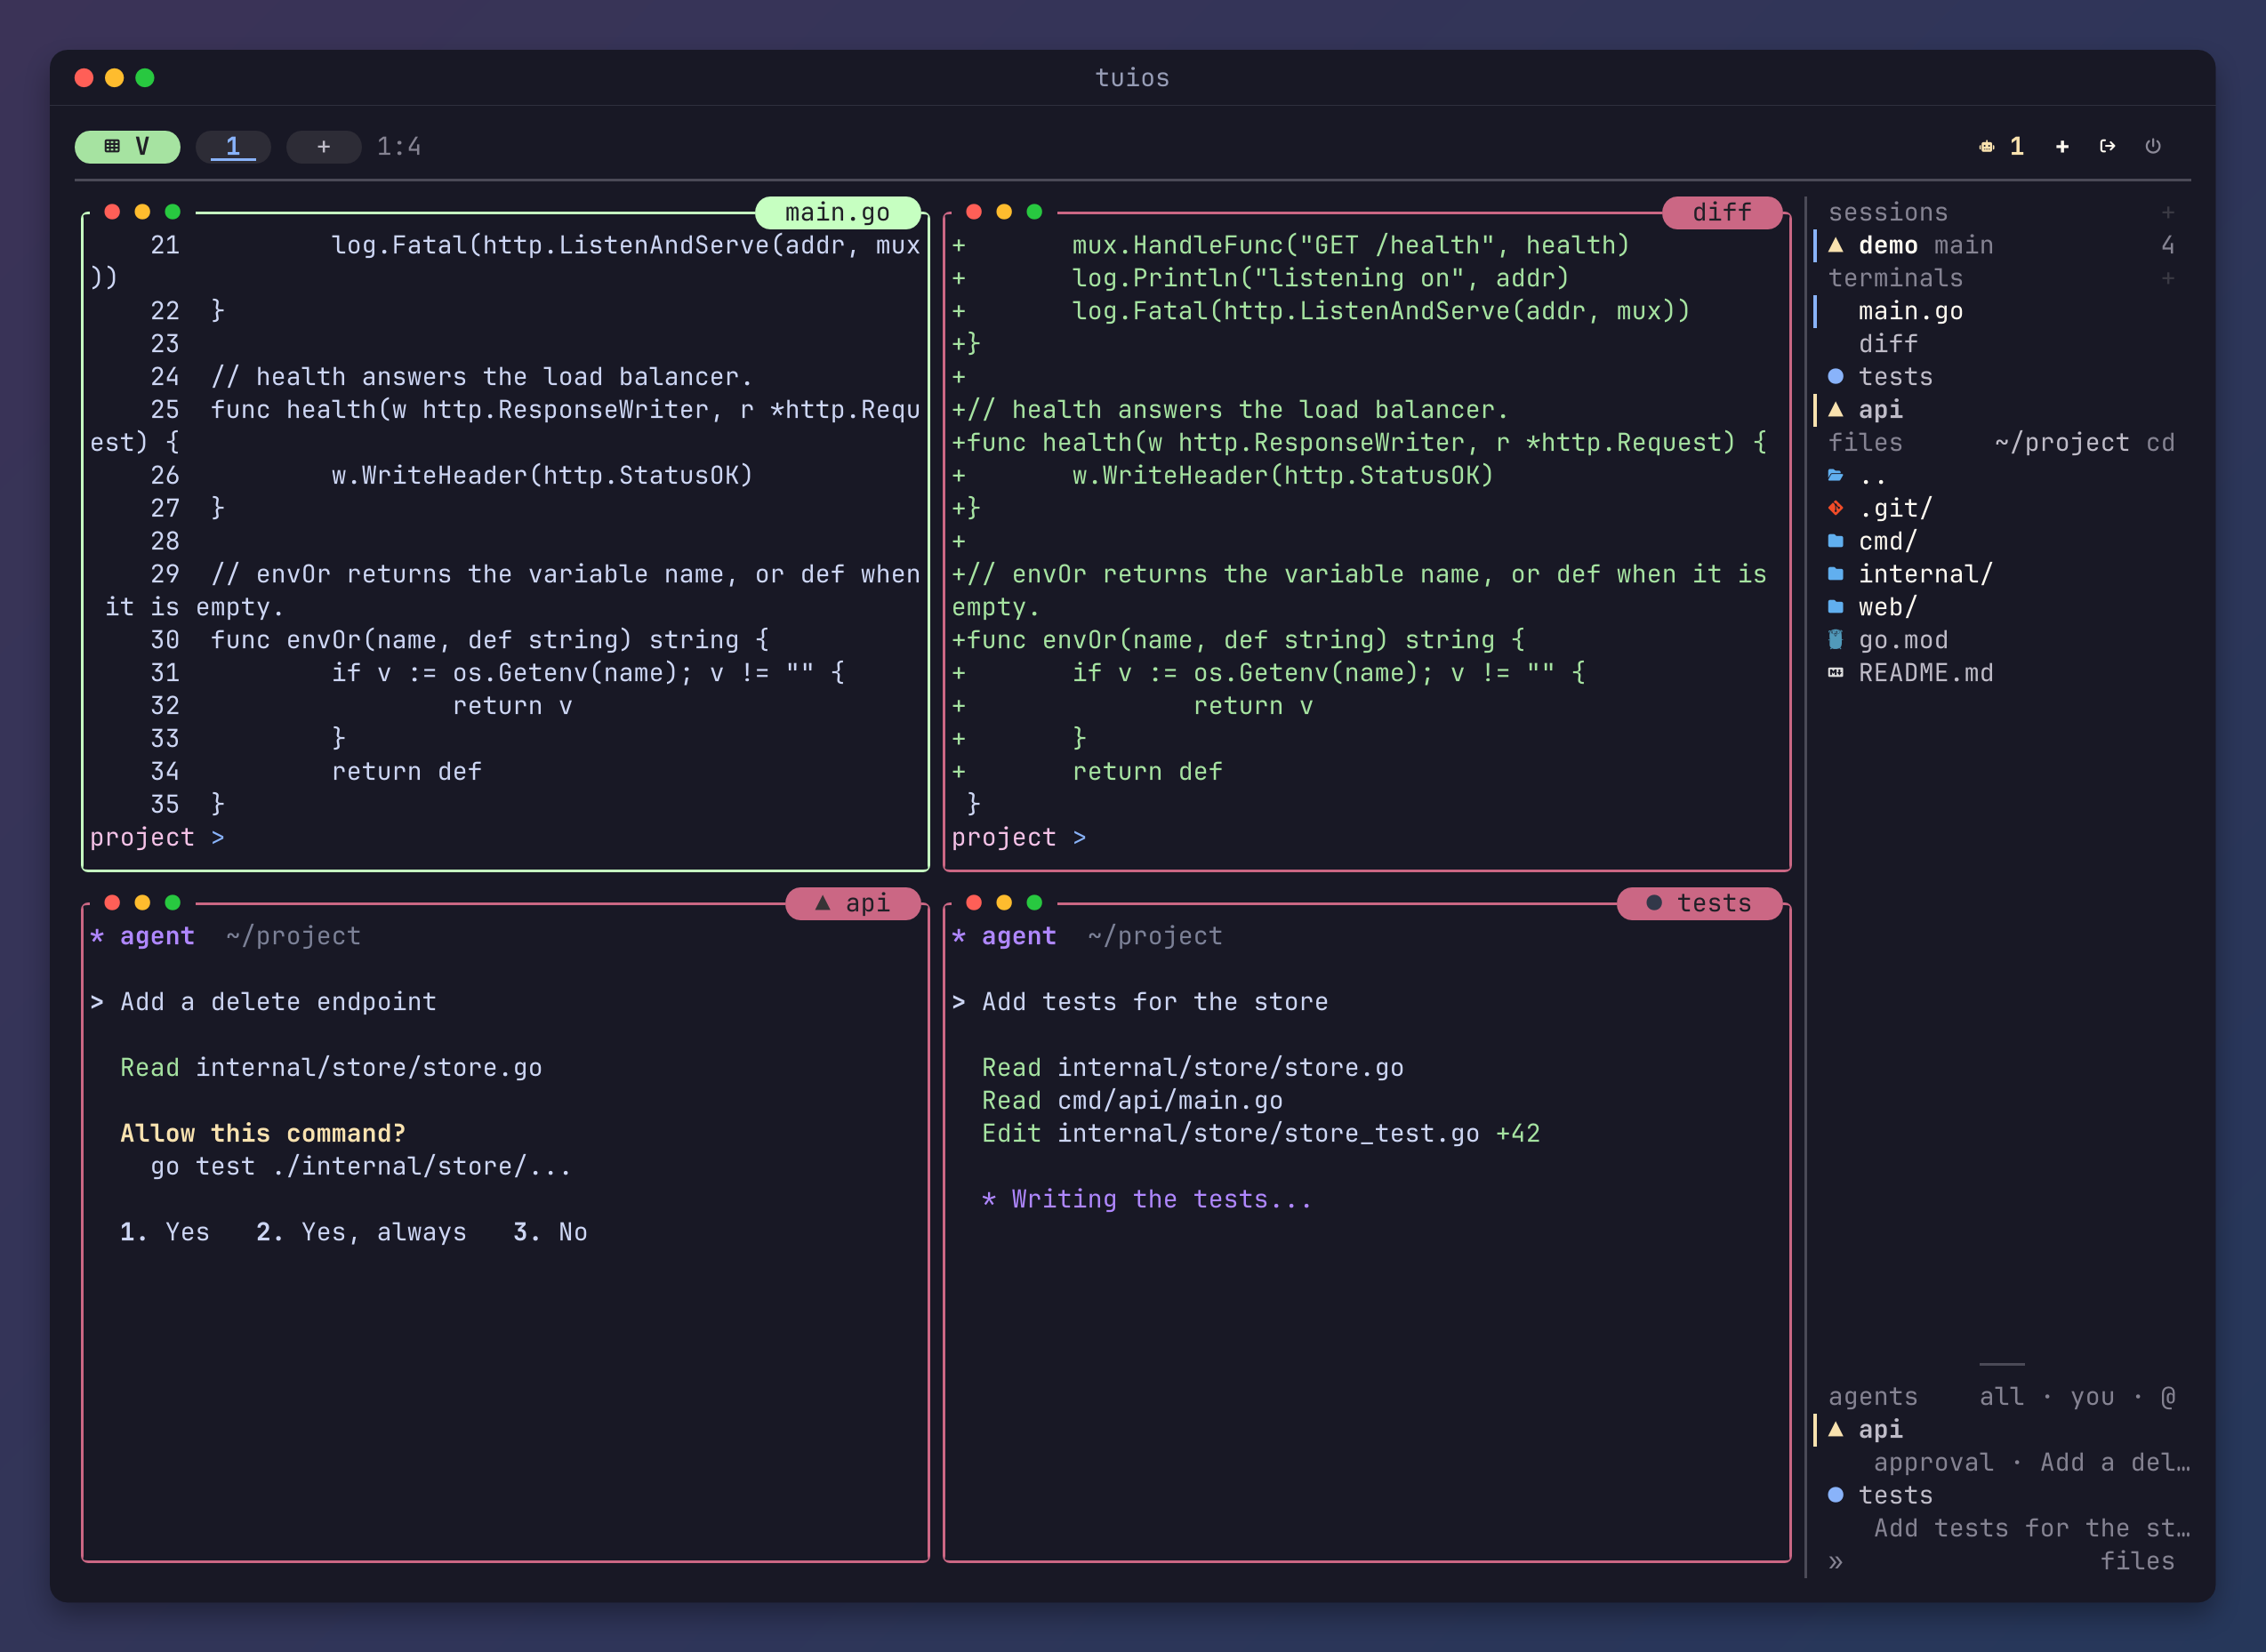 tuios
V 1 + 1:4
1 +
main.go
21 log.Fatal(http.ListenAndServe(addr, mux
))
22 }
23
24 // health answers the load balancer.
25 func health(w http.ResponseWriter, r *http.Requ
est) {
26 w.WriteHeader(http.StatusOK)
27 }
28
29 // envOr returns the variable name, or def when
it is empty.
30 func envOr(name, def string) string {
31 if v := os.Getenv(name); v != "" {
32 return v
33 }
34 return def
35 }
project >
diff
+ mux.HandleFunc("GET /health", health)
+ log.Println("listening on", addr)
+ log.Fatal(http.ListenAndServe(addr, mux))
+}
+
+// health answers the load balancer.
+func health(w http.ResponseWriter, r *http.Request) {
+ w.WriteHeader(http.StatusOK)
+}
+
+// envOr returns the variable name, or def when it is
empty.
+func envOr(name, def string) string {
+ if v := os.Getenv(name); v != "" {
+ return v
+ }
+ return def
}
project >
api
* agent ~/project
> Add a delete endpoint
Read internal/store/store.go
Allow this command?
go test ./internal/store/...
1. Yes 2. Yes, always 3. No
tests
* agent ~/project
> Add tests for the store
Read internal/store/store.go
Read cmd/api/main.go
Edit internal/store/store_test.go +42
* Writing the tests...
sessions +
demo main 4
terminals +
main.go
diff
tests
api
files ~/project cd
..
.git/
cmd/
internal/
web/
go.mod
README.md
agents all · you · @
api
approval · Add a del…
tests
Add tests for the st…
» files